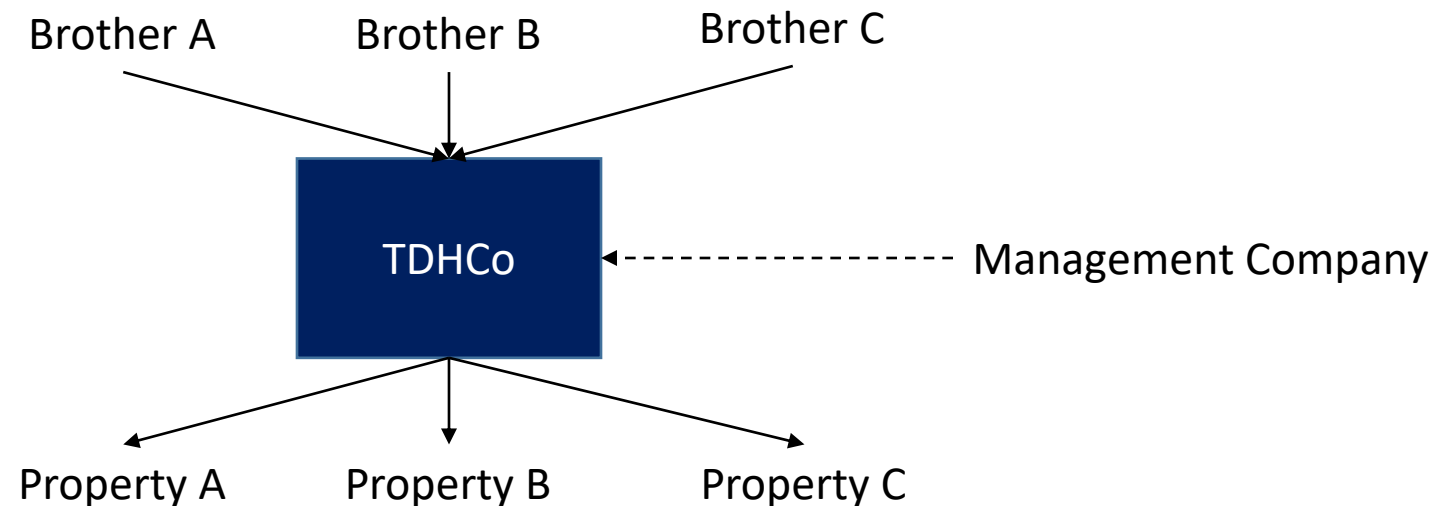 Brother A
Brother B
Brother C
TDHCo
Management Company
Property A
Property B
Property C